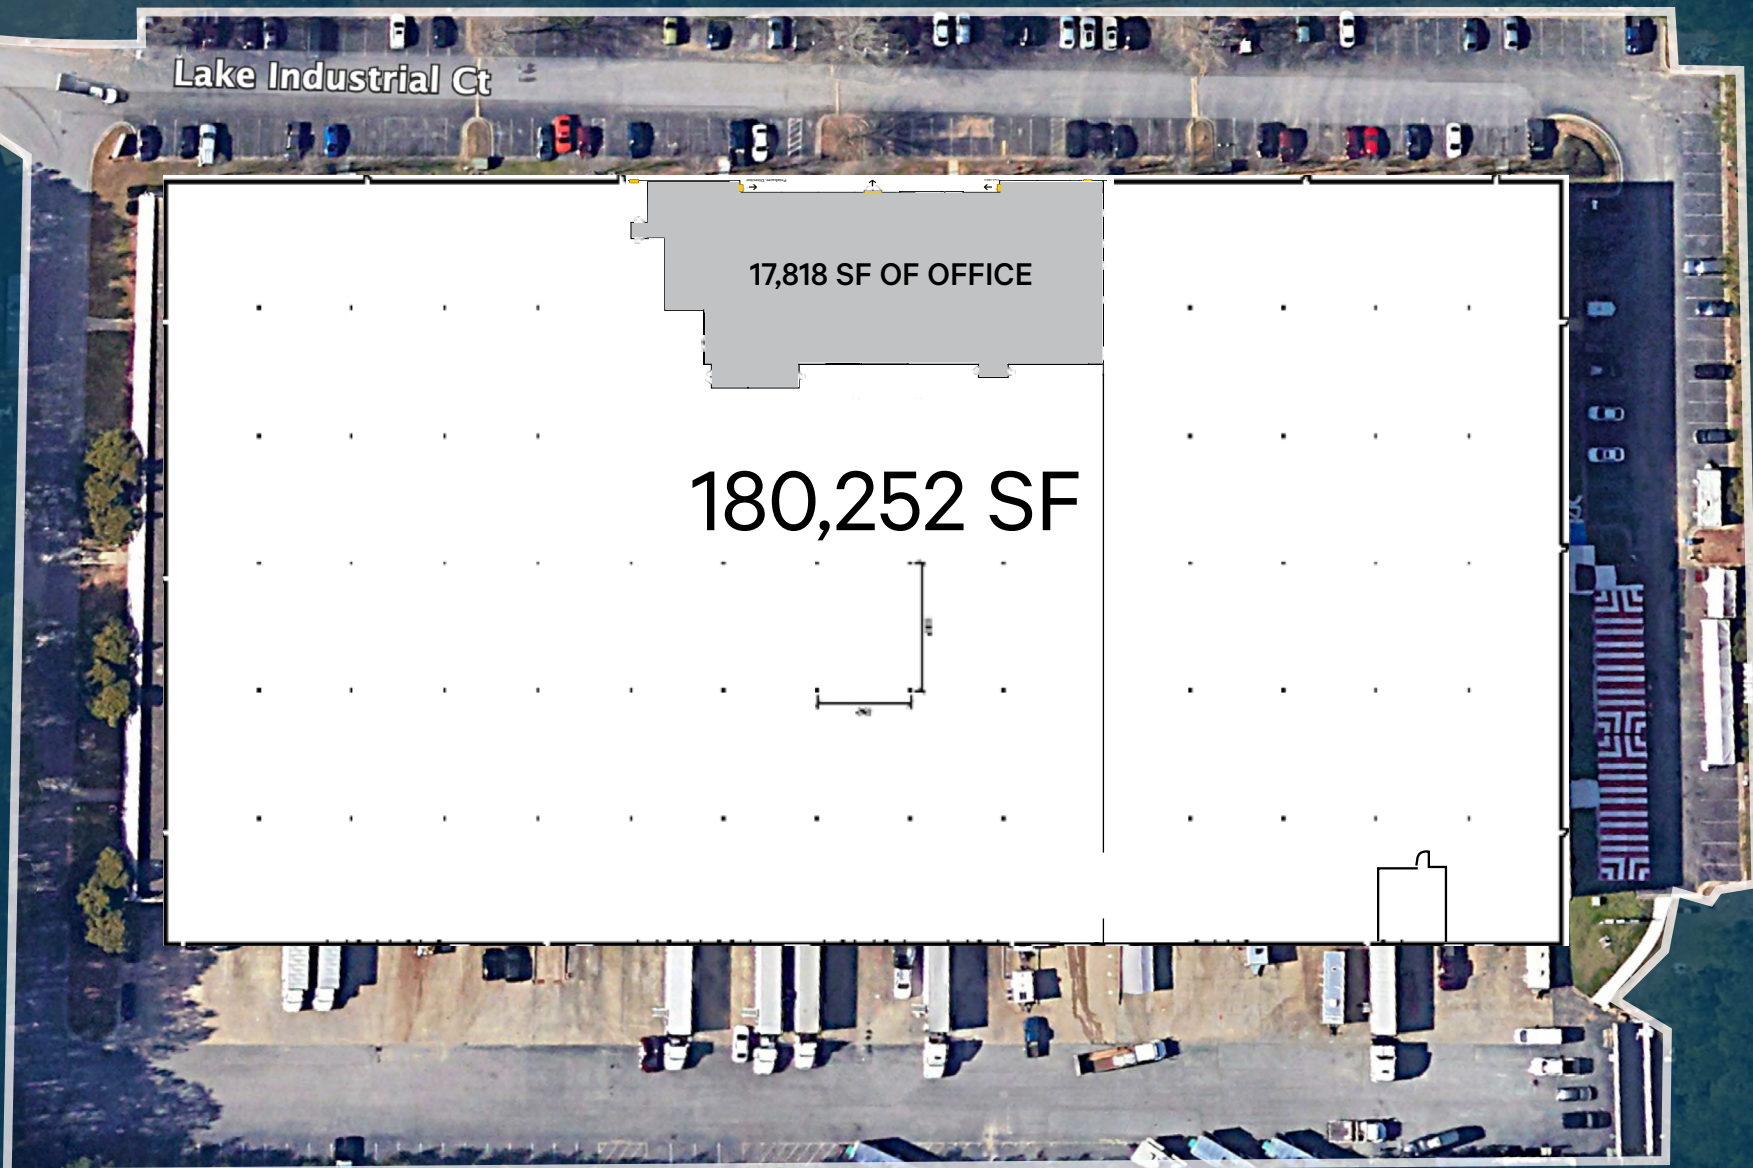 Lake Industrial Ct
17,818 SF OF OFFICE
180,252 SF